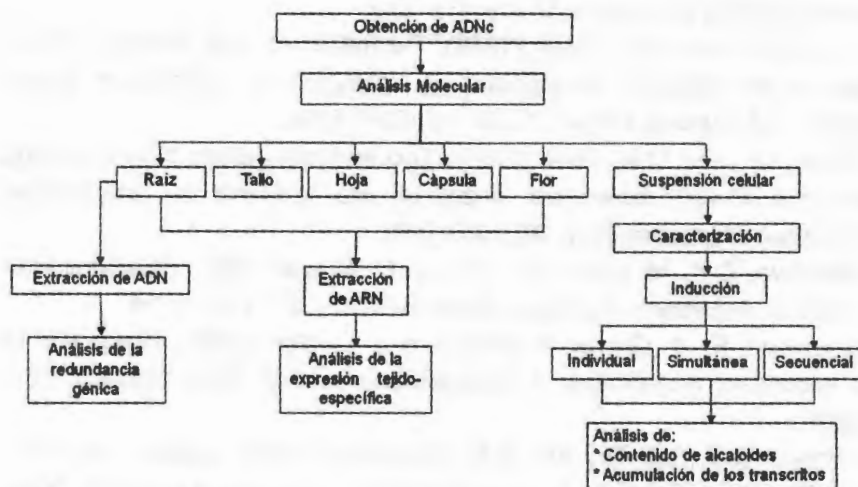 Obtención de ADNc
Análisis Molecular
Raíz
Tallo
Hoja
Càpsula
Flor
Suspensión celular
Caracterización
Extracción de ADN
Extracción
de ARN
Inducción
Análisis de la
redundancia
génica
Análisis de la
expresión tejido-
específica
Individual
Simultánea
Secuencial
Análisis de:
* Contenido de alcaloides
* Acumulación de los transcritos